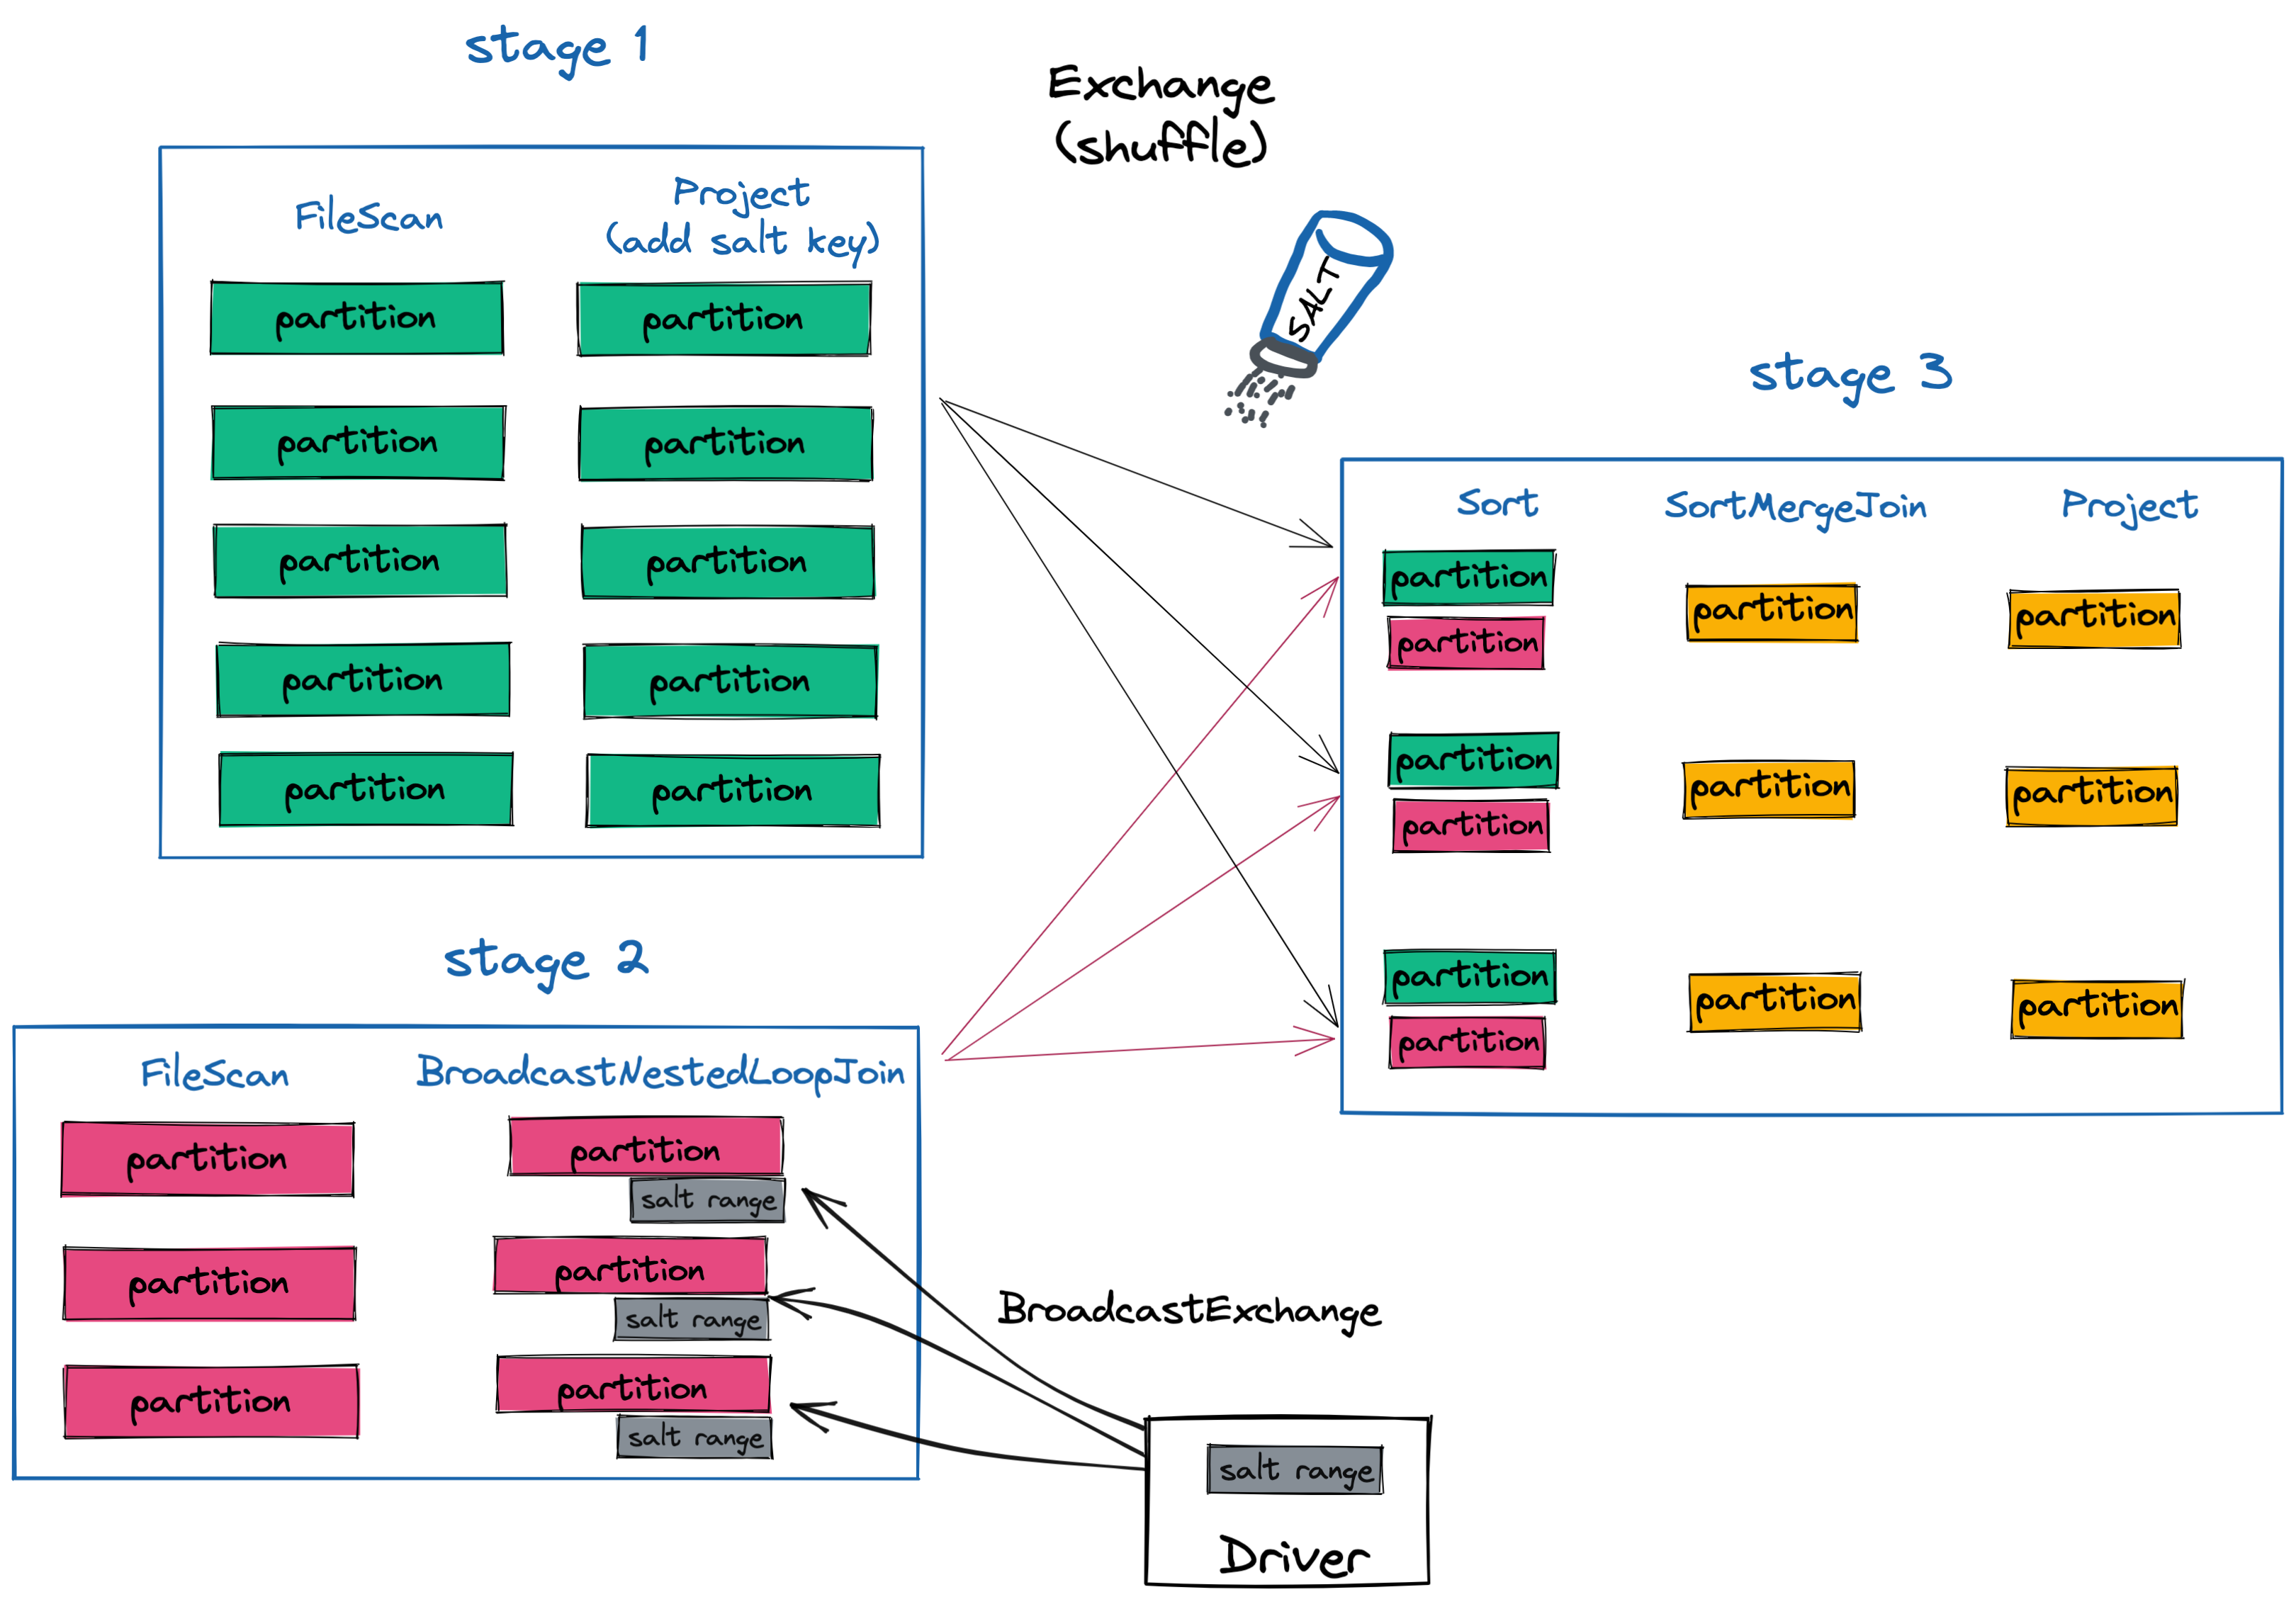 stage 1
FileScan
Project
(add salt key)
partition
partition
partition
partition
partition
partition
partition
partition
partition
partition
Exchange
(shuffle)
SALT
stage 2
FileScan
BroadcastNestedLoopJoin
partition
partition
salt range
partition
partition
salt range
partition
partition
salt range
BroadcastExchange
salt range
Driver
stage 3
Sort
SortMergeJoin
Project
partition
partition
partition
partition
partition
partition
partition
partition
partition
partition
partition
partition